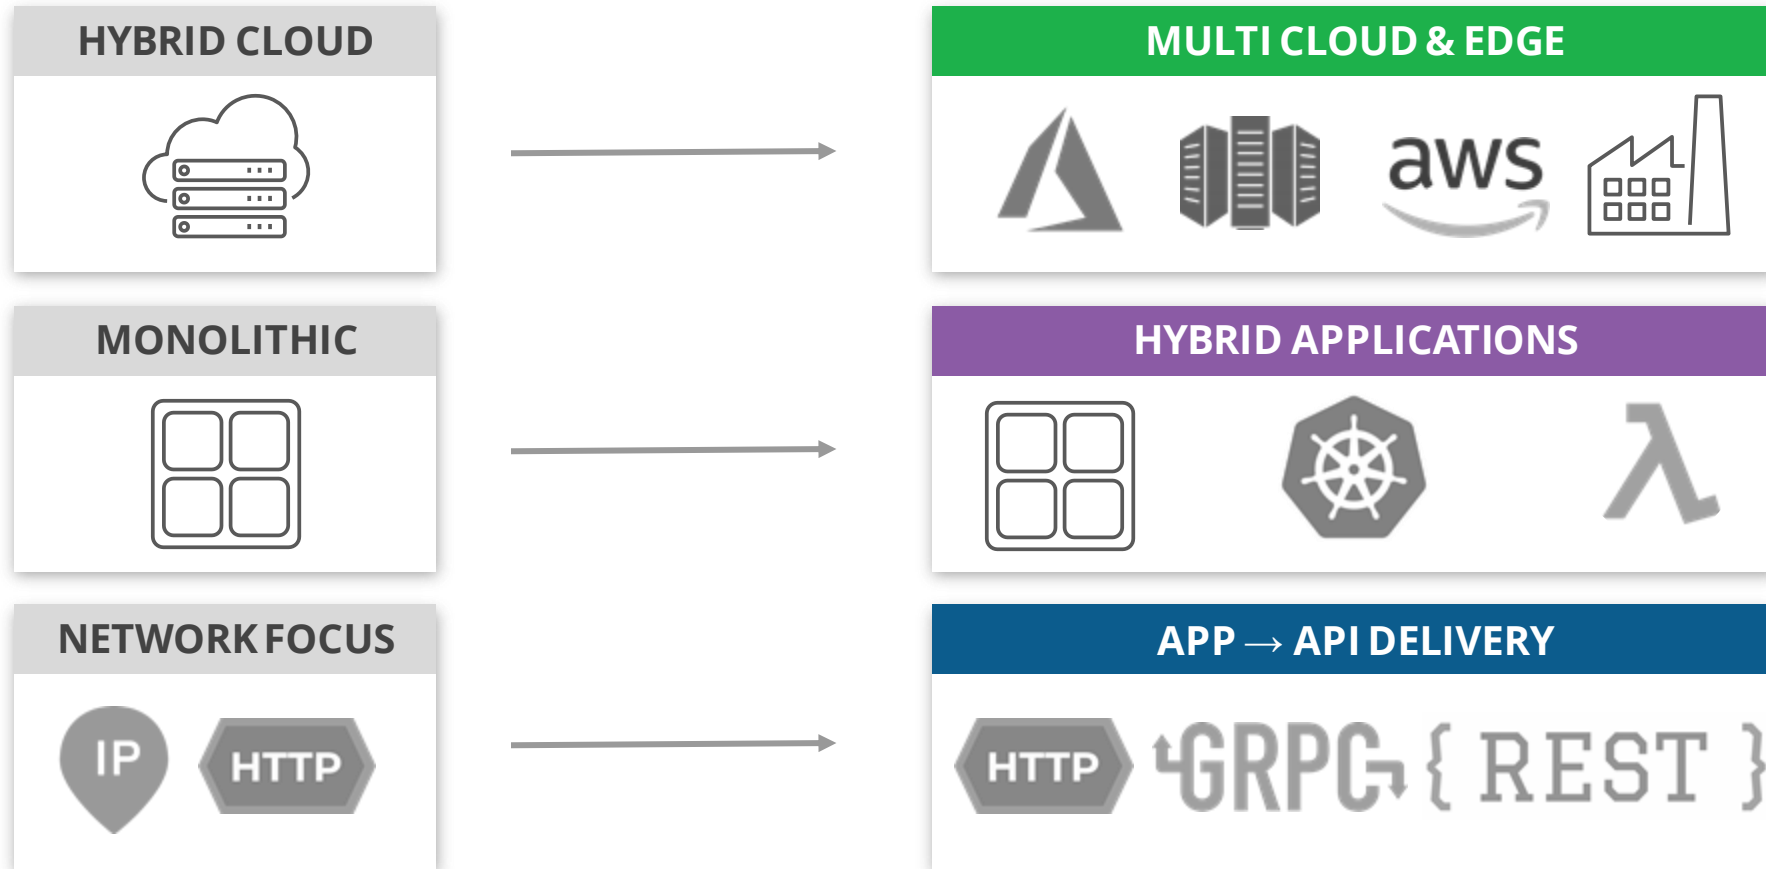 HYBRID CLOUD
MULTI CLOUD & EDGE
aws
MONOLITHIC
HYBRID APPLICATIONS
λ
NETWORK FOCUS
APP → API DELIVERY
IP HTTP
HTTP GRPC { REST }